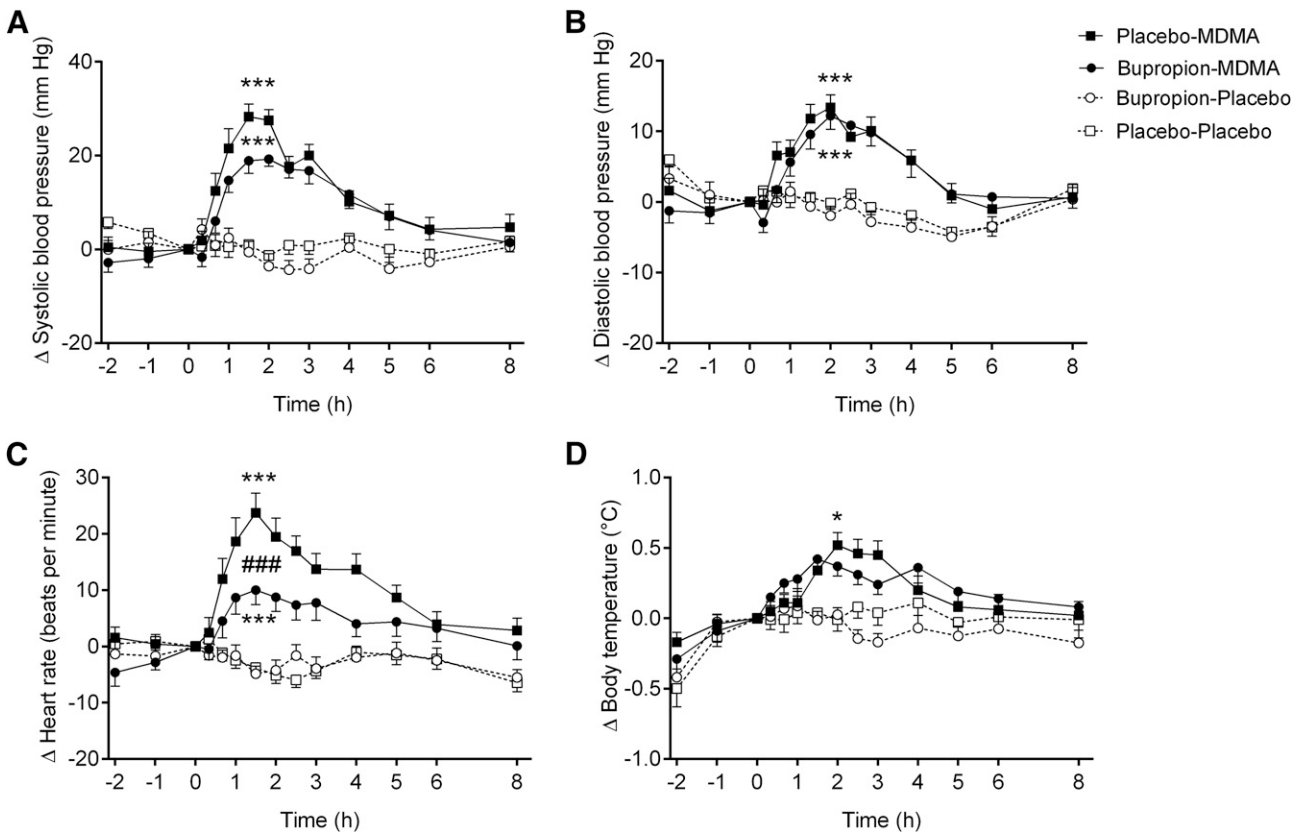 A
Δ Systolic blood pressure (mm Hg)
40
20
0
-20
***
***
-2 -1 0 1 2 3 4 5 6 8
Time (h)
B
Δ Diastolic blood pressure (mm Hg)
20
10
0
-10
-20
***
***
-2 -1 0 1 2 3 4 5 6 8
Time (h)
Placebo-MDMA
Bupropion-MDMA
Bupropion-Placebo
Placebo-Placebo
C
Δ Heart rate (beats per minute)
30
20
10
0
-10
-20
***
###
***
-2 -1 0 1 2 3 4 5 6 8
Time (h)
D
Δ Body temperature (°C)
1.0
0.5
0.0
-0.5
-1.0
*
-2 -1 0 1 2 3 4 5 6 8
Time (h)